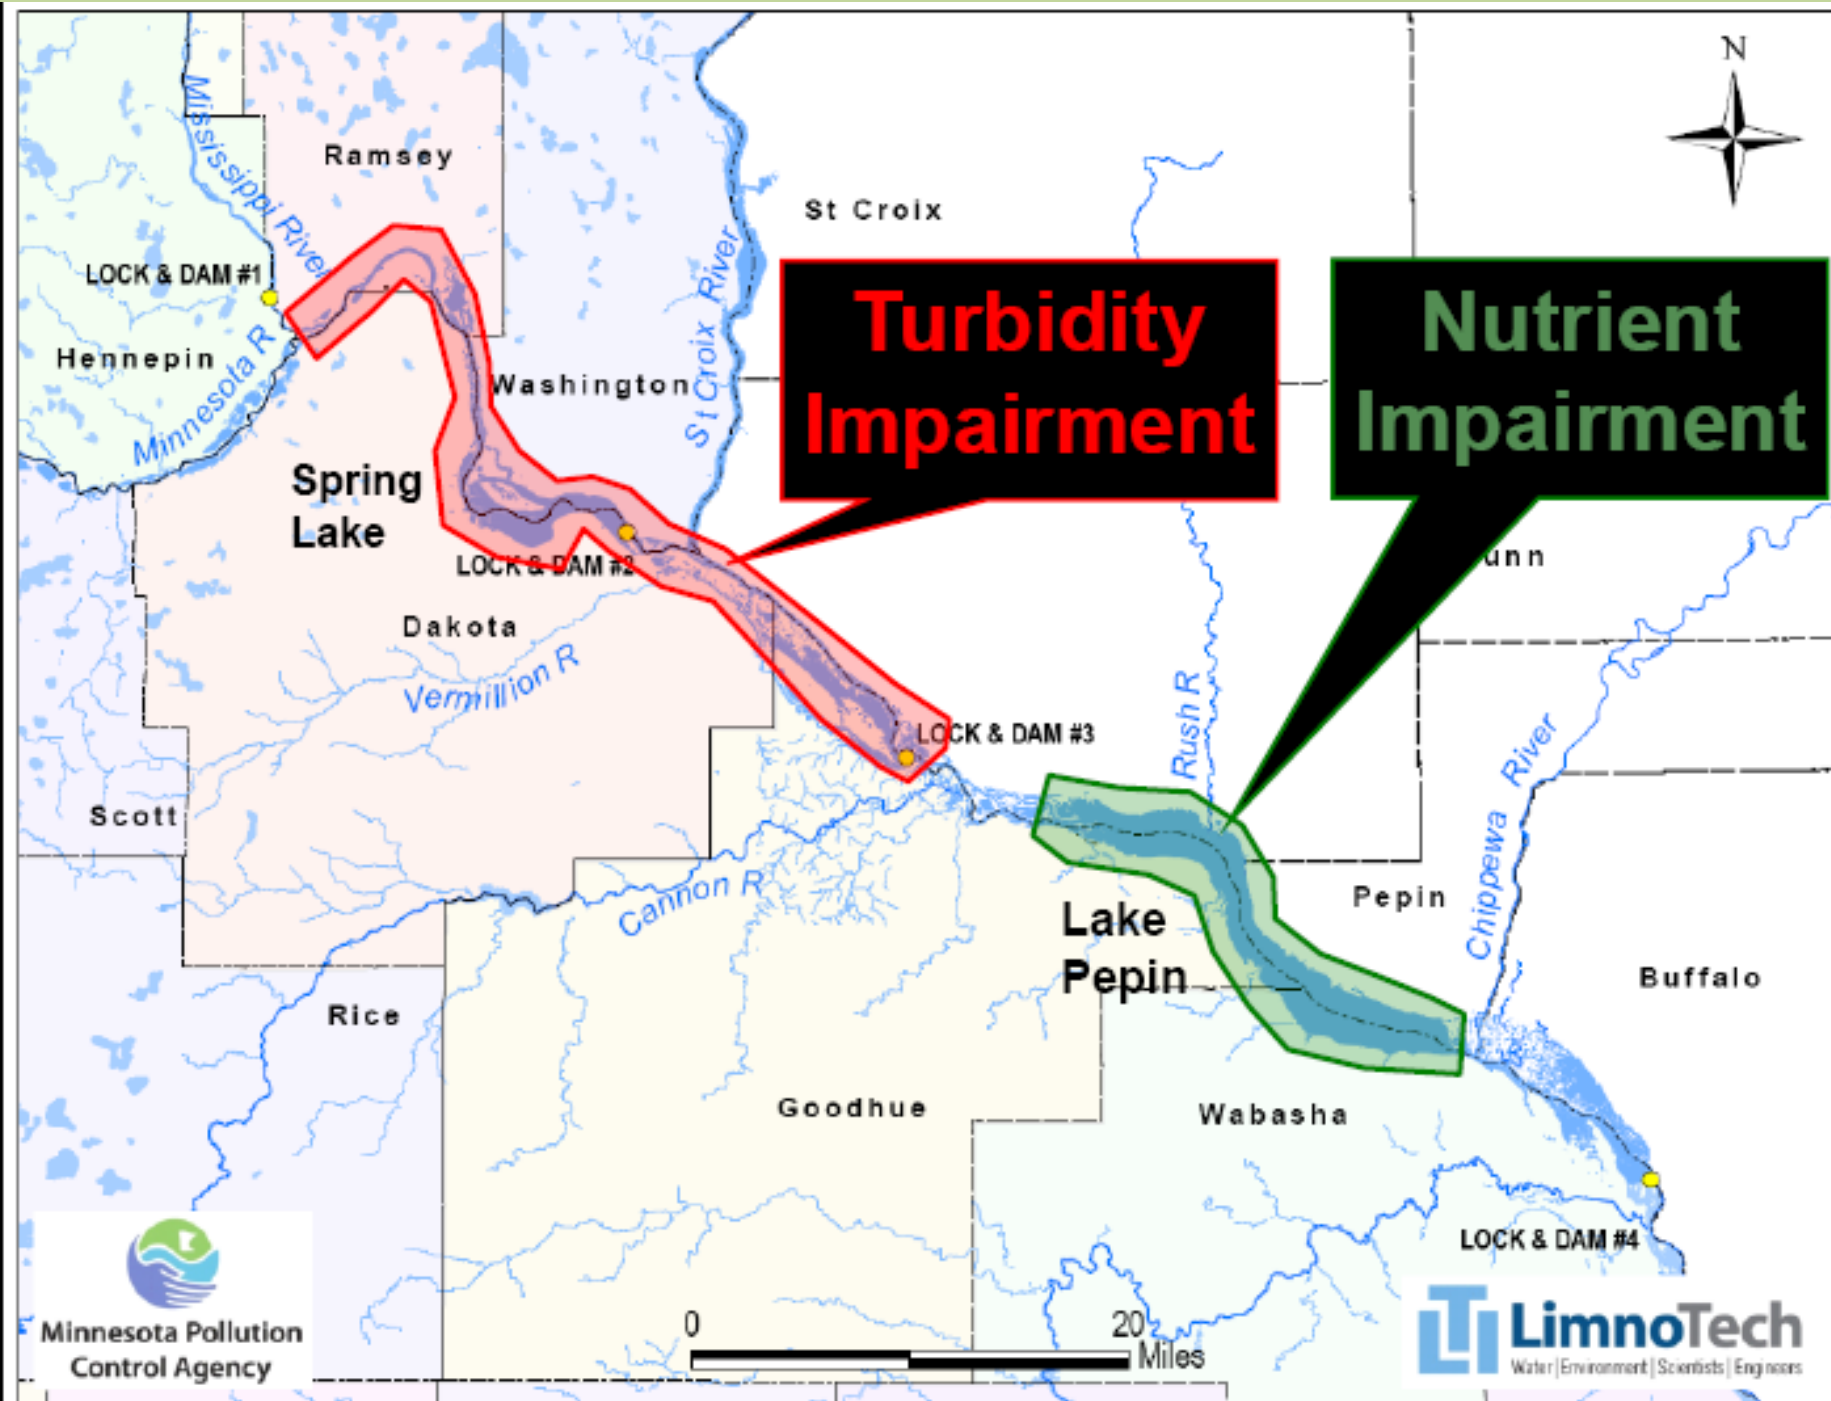 N
Ramsey
Mississippi River
St Croix
LOCK & DAM #1
St Croix River
Turbidity
Impairment
Nutrient
Impairment
Hennepin
Minnesota R
Washington
Spring
Lake
LOCK & DAM #2
unn
Dakota
Vermillion R
Rush R
LOCK & DAM #3
Chippewa River
Scott
Cannon R
Lake
Pepin
Pepin
Buffalo
Rice
Goodhue
Wabasha
LOCK & DAM #4
Minnesota Pollution
Control Agency
0 20
Miles
LimnoTech
Water | Environment | Scientists | Engineers